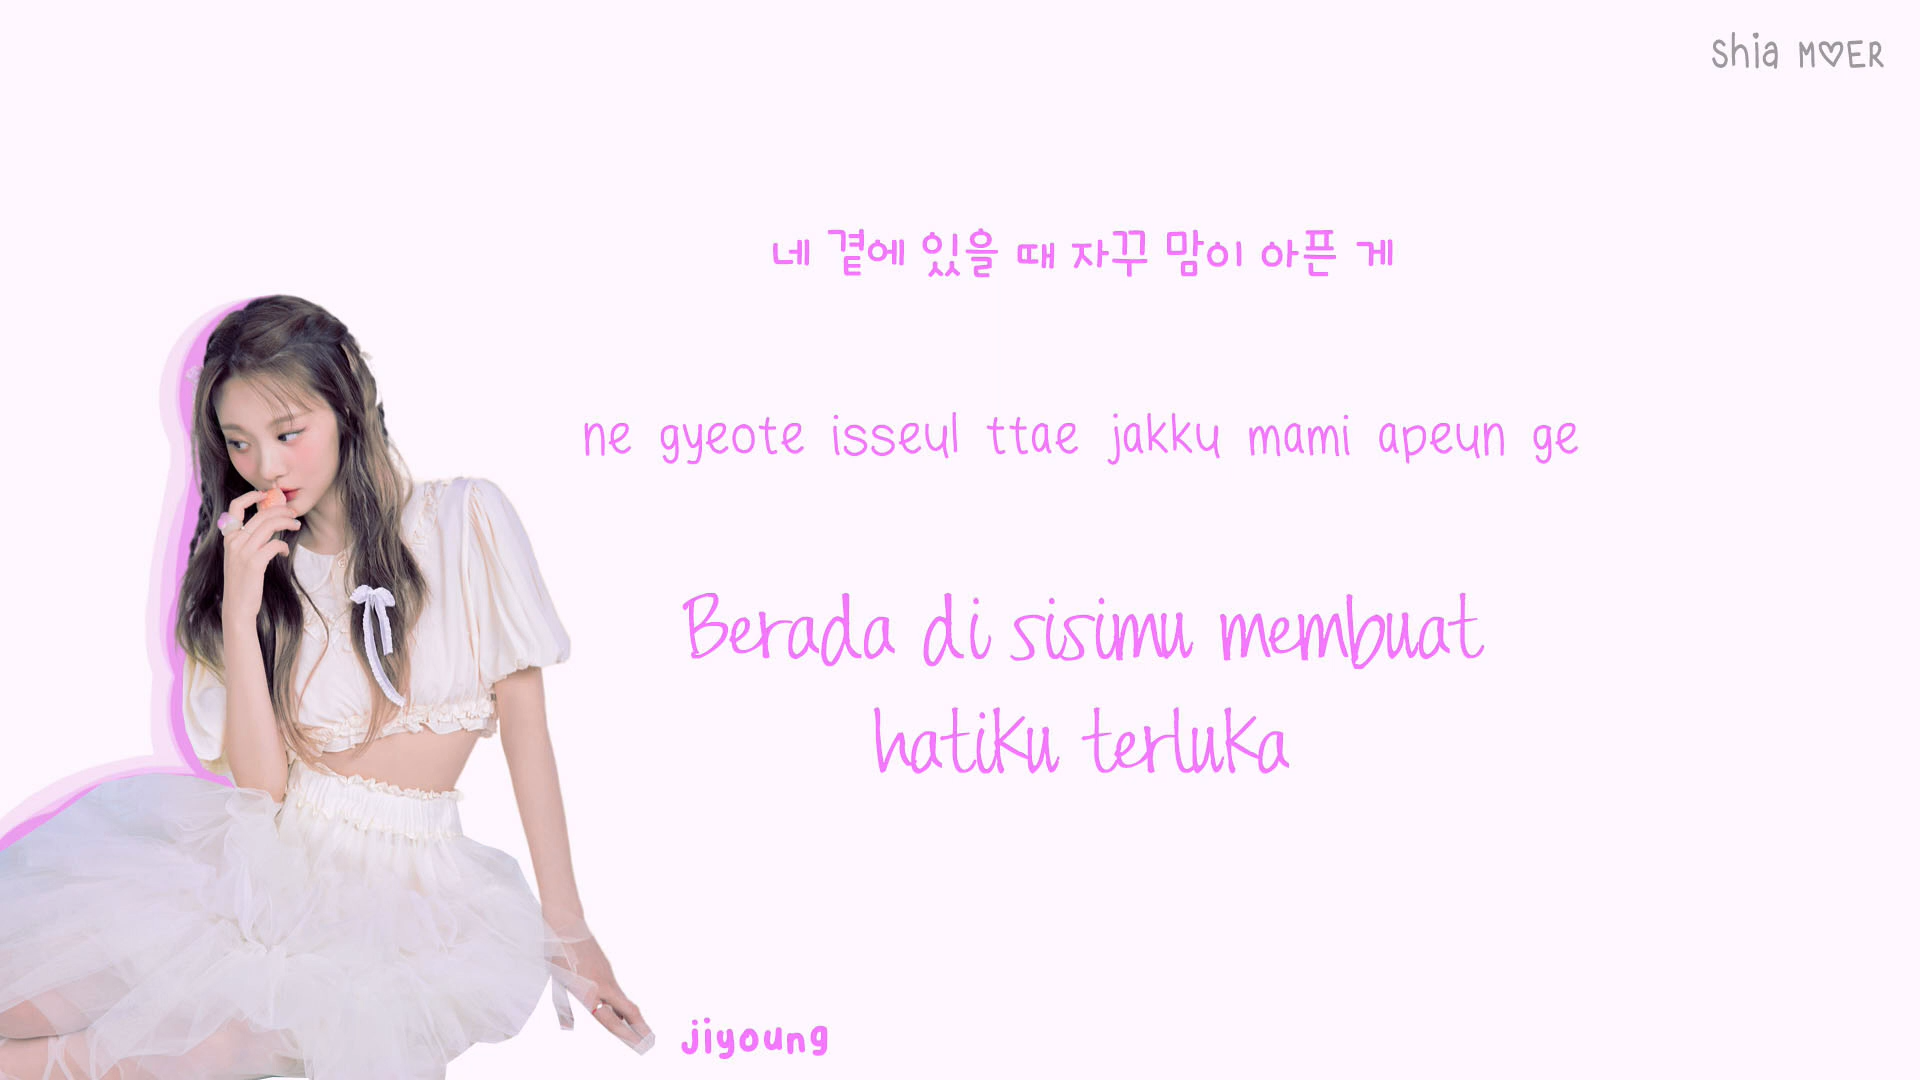 Shia M♡ER
네 곁에 있을 때 자꾸 맘이 아픈 게
ne gyeote isseul ttae jakku mami apeun ge
Berada di sisimu membuat
hatiku terluka
jiyoung